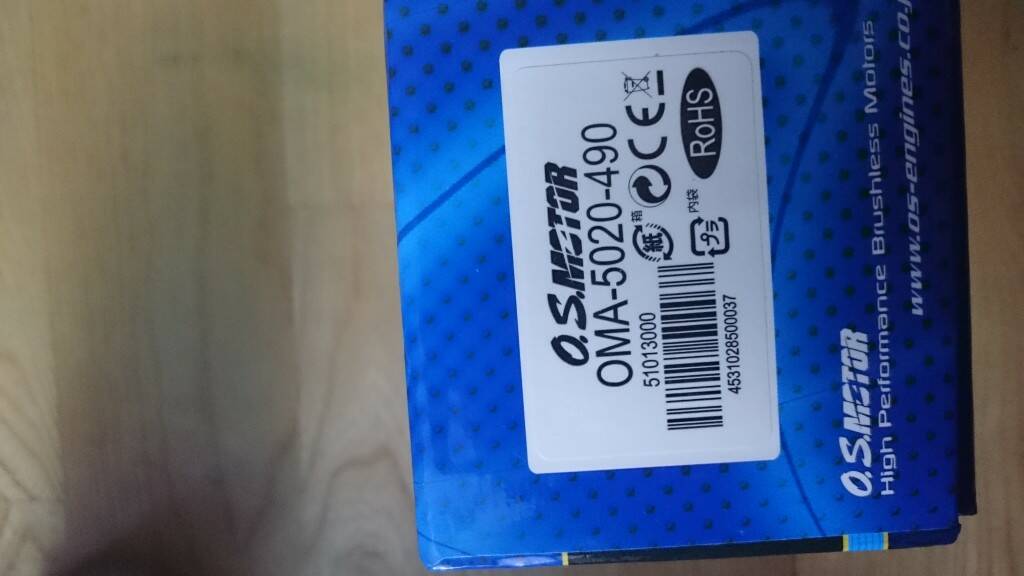 O.S.MOTOR
OMA-5020-490
51013000
紙 箱
プラ 内袋
CE
RoHS
4531028500037
O.S.MOTOR
High Performance Brushless Motors
www.os-engines.co.j